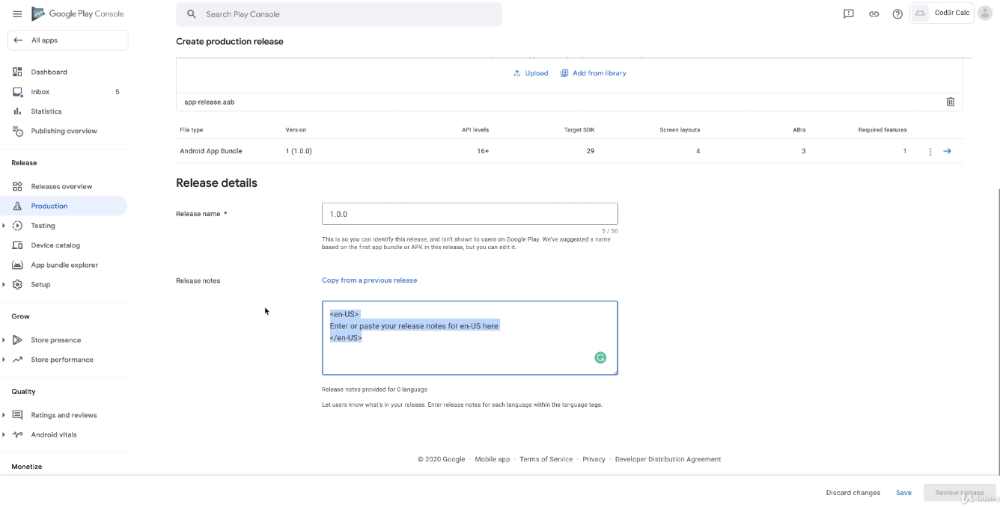 Google Play Console
Search Play Console
Cod3r Calc
All apps
Create production release
Upload
Add from library
Dashboard
Inbox 5
Statistics
Publishing overview
app-release.aab
File type Version API levels Target SDK Screen layouts ABIs Required features
Android App Bundle 1 (1.0.0) 16+ 29 4 3 1
Release
Releases overview
Production
Testing
Device catalog
App bundle explorer
Setup
Release details
Release name *
1.0.0
5 / 50
This is so you can identify this release, and isn't shown to users on Google Play. We've suggested a name
based on the first app bundle or APK in this release, but you can edit it.
Release notes
Copy from a previous release
<en-US>
Enter or paste your release notes for en-US here
</en-US>
Release notes provided for 0 language
Let users know what's in your release. Enter release notes for each language within the language tags.
Grow
Store presence
Store performance
Quality
Ratings and reviews
Android vitals
Monetize
© 2020 Google · Mobile app · Terms of Service · Privacy · Developer Distribution Agreement
Discard changes
Save
Review release
Udemy